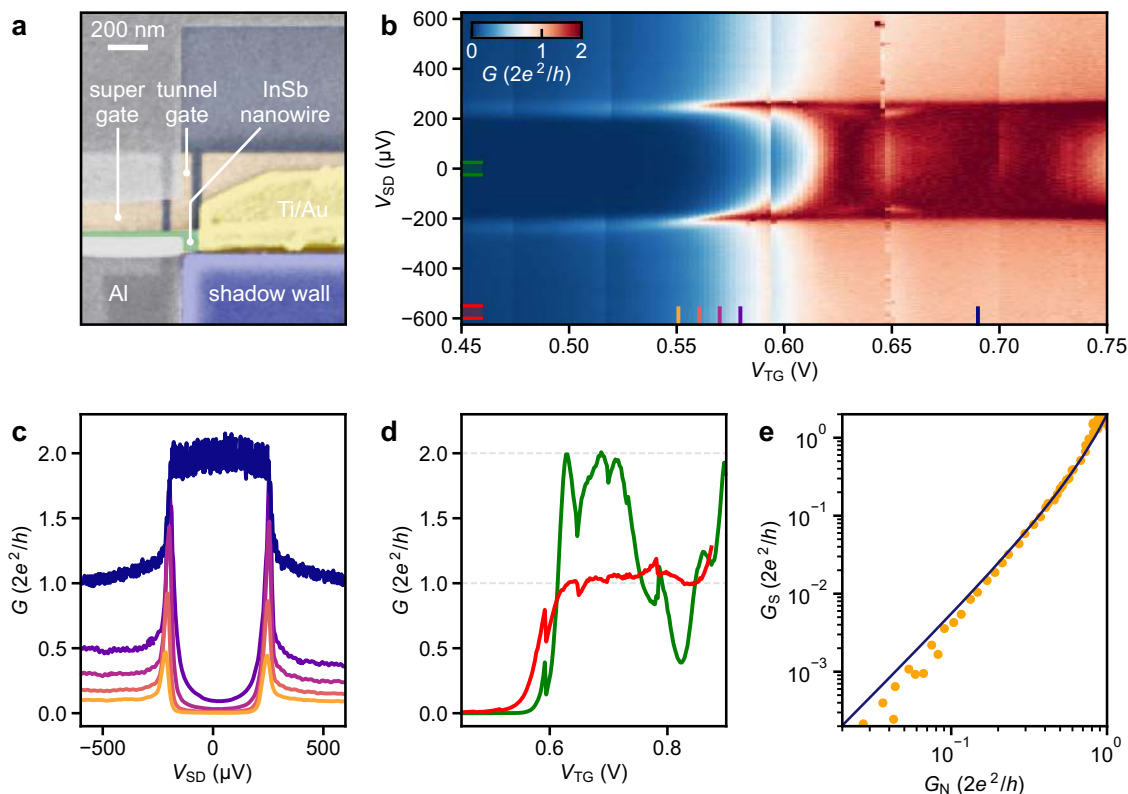 a
200 nm
super
gate
tunnel
gate
InSb
nanowire
Ti/Au
Al
shadow wall
b
600
400
200
0
−200
−400
−600
V_SD (µV)
0 1 2
G (2e²/h)
0.45 0.50 0.55 0.60 0.65 0.70 0.75
V_TG (V)
c
2.0
1.5
1.0
0.5
0.0
G (2e²/h)
−500 0 500
V_SD (µV)
d
2.0
1.5
1.0
0.5
0.0
G (2e²/h)
0.6 0.8
V_TG (V)
e
10⁰
10⁻¹
10⁻²
10⁻³
G_S (2e²/h)
10⁻¹ 10⁰
G_N (2e²/h)